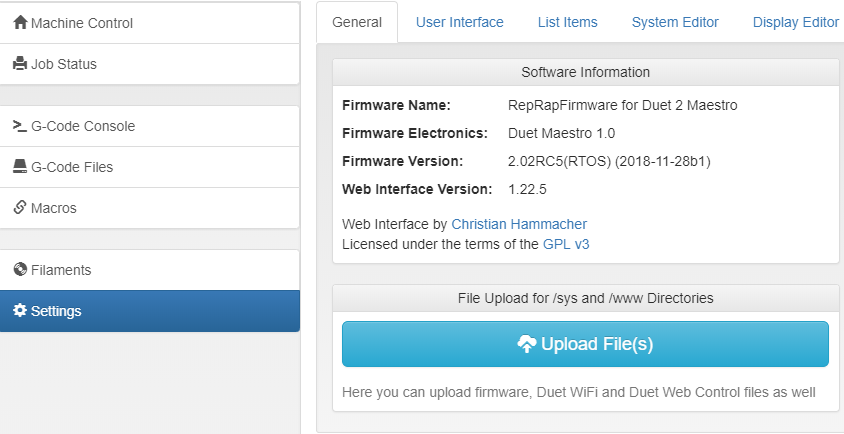 Machine Control
Job Status
G-Code Console
G-Code Files
Macros
Filaments
Settings
General User Interface List Items System Editor Display Editor
Software Information
Firmware Name: RepRapFirmware for Duet 2 Maestro
Firmware Electronics: Duet Maestro 1.0
Firmware Version: 2.02RC5(RTOS) (2018-11-28b1)
Web Interface Version: 1.22.5
Web Interface by Christian Hammacher
Licensed under the terms of the GPL v3
File Upload for /sys and /www Directories
Upload File(s)
Here you can upload firmware, Duet WiFi and Duet Web Control files as well